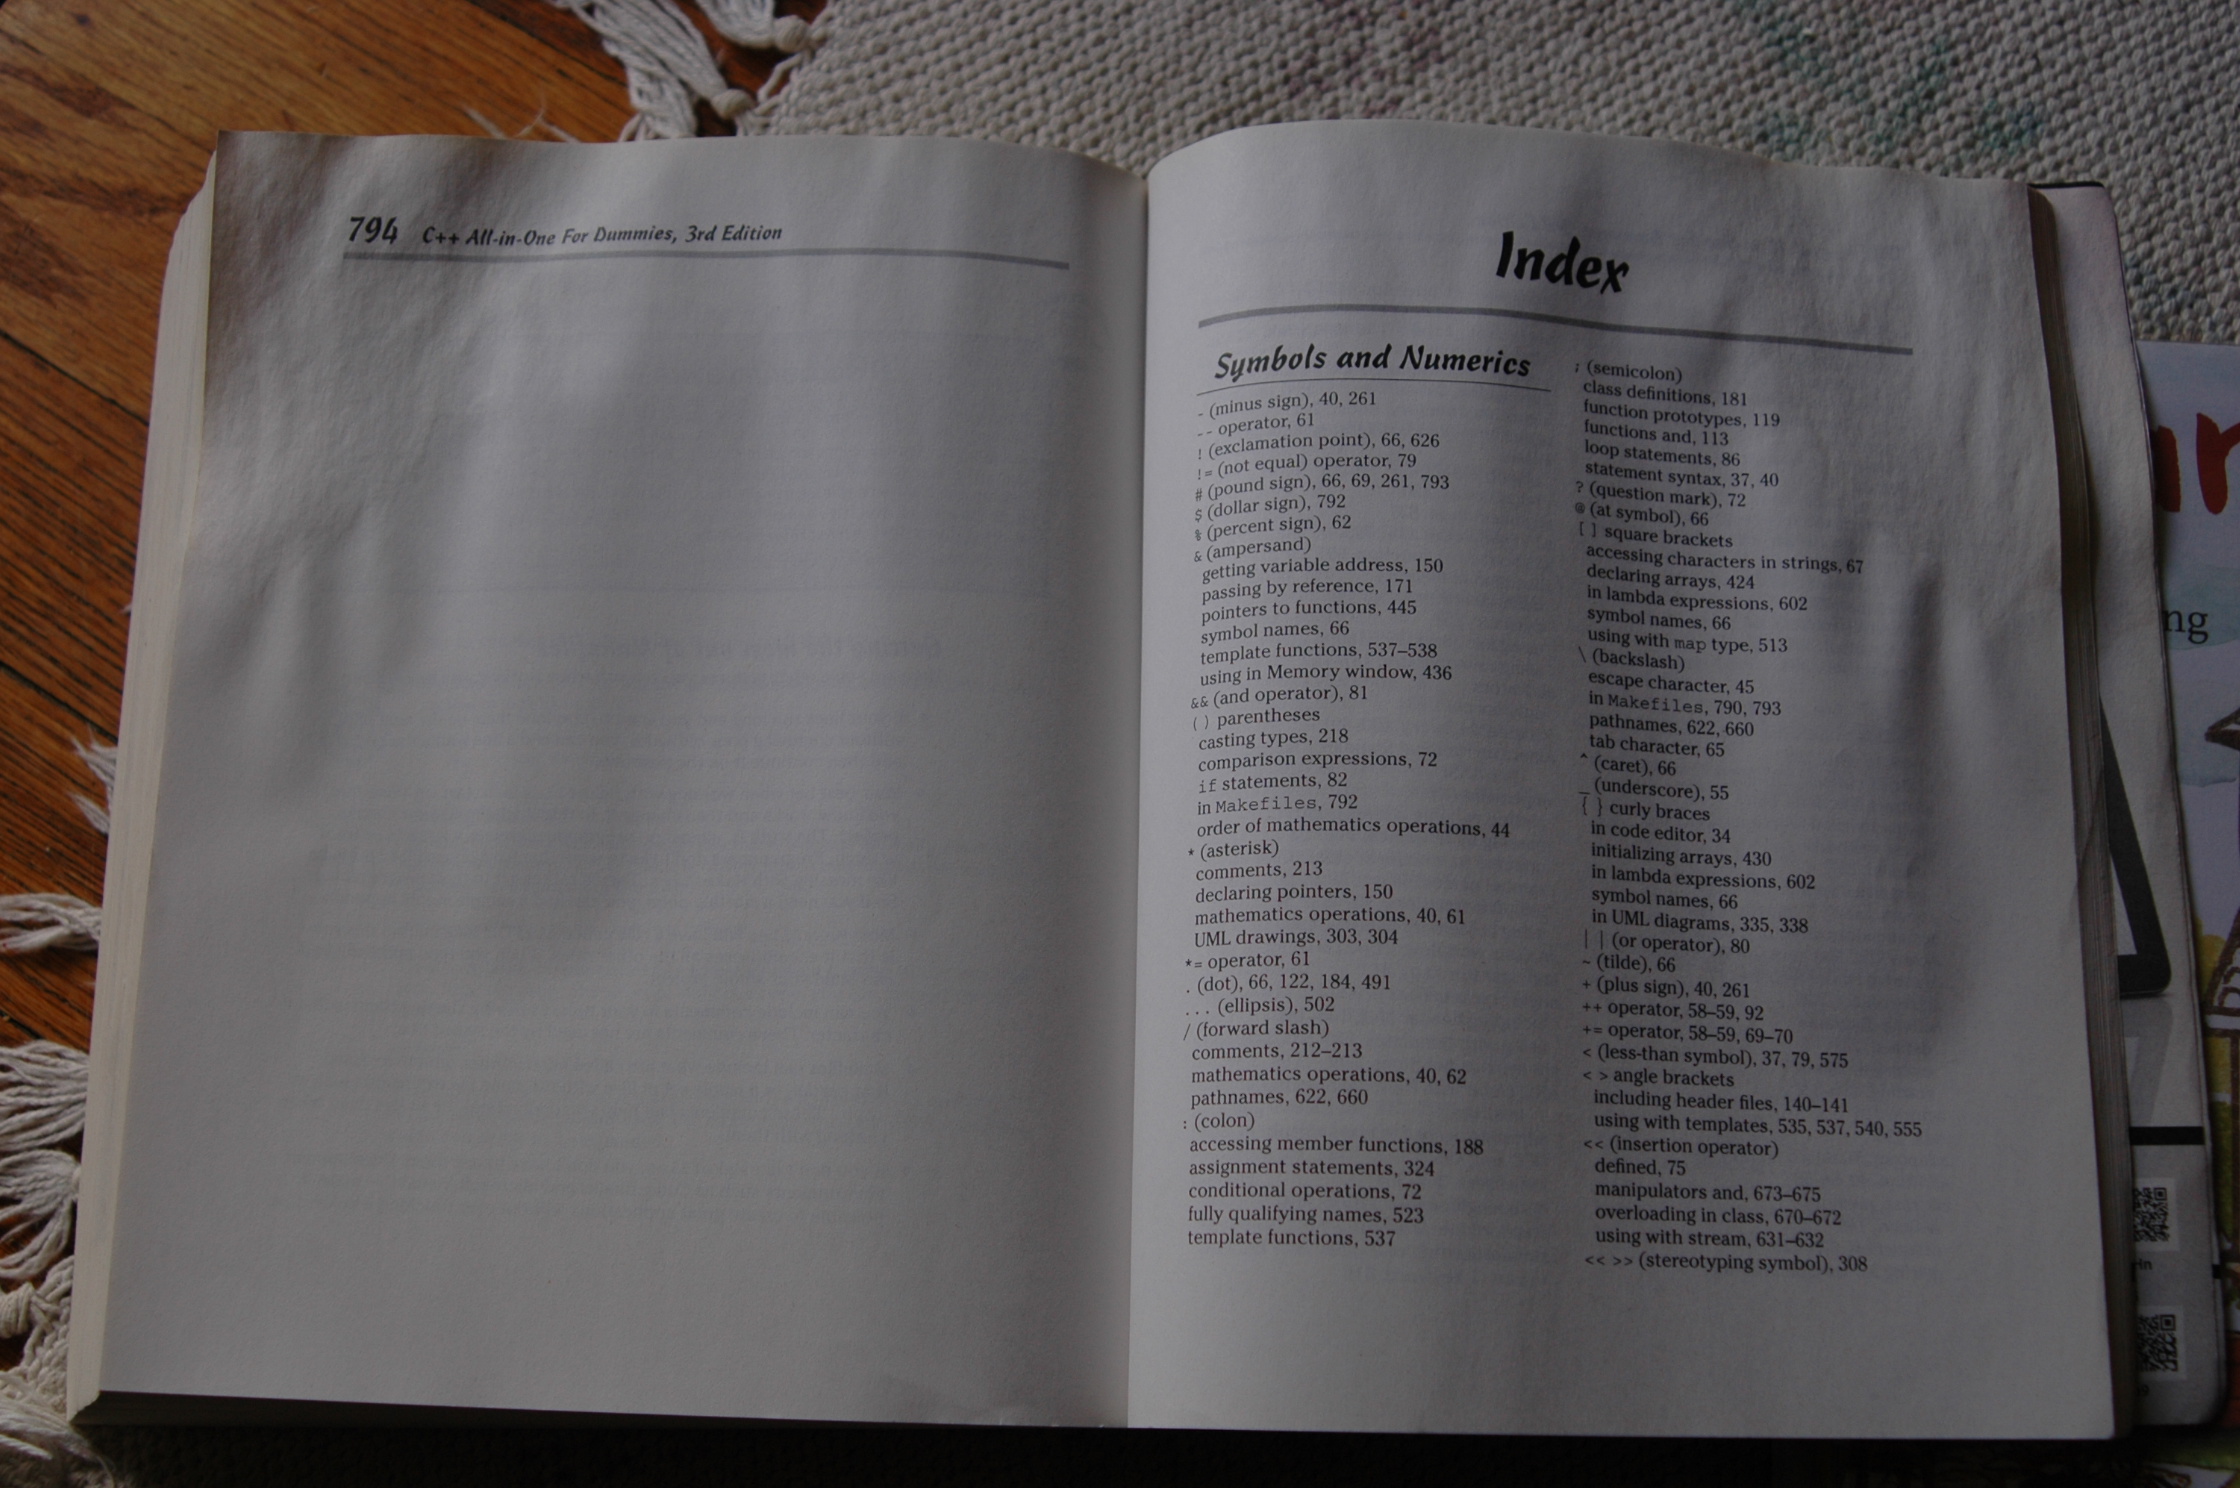 794 C++ All-in-One For Dummies, 3rd Edition
Index
Symbols and Numerics
- (minus sign), 40, 261
-- operator, 61
! (exclamation point), 66, 626
!= (not equal) operator, 79
# (pound sign), 66, 69, 261, 793
$ (dollar sign), 792
% (percent sign), 62
& (ampersand)
getting variable address, 150
passing by reference, 171
pointers to functions, 445
symbol names, 66
template functions, 537–538
using in Memory window, 436
&& (and operator), 81
( ) parentheses
casting types, 218
comparison expressions, 72
if statements, 82
in Makefiles, 792
order of mathematics operations, 44
* (asterisk)
comments, 213
declaring pointers, 150
mathematics operations, 40, 61
UML drawings, 303, 304
*= operator, 61
. (dot), 66, 122, 184, 491
... (ellipsis), 502
/ (forward slash)
comments, 212–213
mathematics operations, 40, 62
pathnames, 622, 660
: (colon)
accessing member functions, 188
assignment statements, 324
conditional operations, 72
fully qualifying names, 523
template functions, 537
; (semicolon)
class definitions, 181
function prototypes, 119
functions and, 113
loop statements, 86
statement syntax, 37, 40
? (question mark), 72
@ (at symbol), 66
[ ] square brackets
accessing characters in strings, 67
declaring arrays, 424
in lambda expressions, 602
symbol names, 66
using with map type, 513
\ (backslash)
escape character, 45
in Makefiles, 790, 793
pathnames, 622, 660
tab character, 65
^ (caret), 66
_ (underscore), 55
{ } curly braces
in code editor, 34
initializing arrays, 430
in lambda expressions, 602
symbol names, 66
in UML diagrams, 335, 338
| | (or operator), 80
~ (tilde), 66
+ (plus sign), 40, 261
++ operator, 58–59, 92
+= operator, 58–59, 69–70
< (less-than symbol), 37, 79, 575
< > angle brackets
including header files, 140–141
using with templates, 535, 537, 540, 555
<< (insertion operator)
defined, 75
manipulators and, 673–675
overloading in class, 670–672
using with stream, 631–632
<< >> (stereotyping symbol), 308
ng